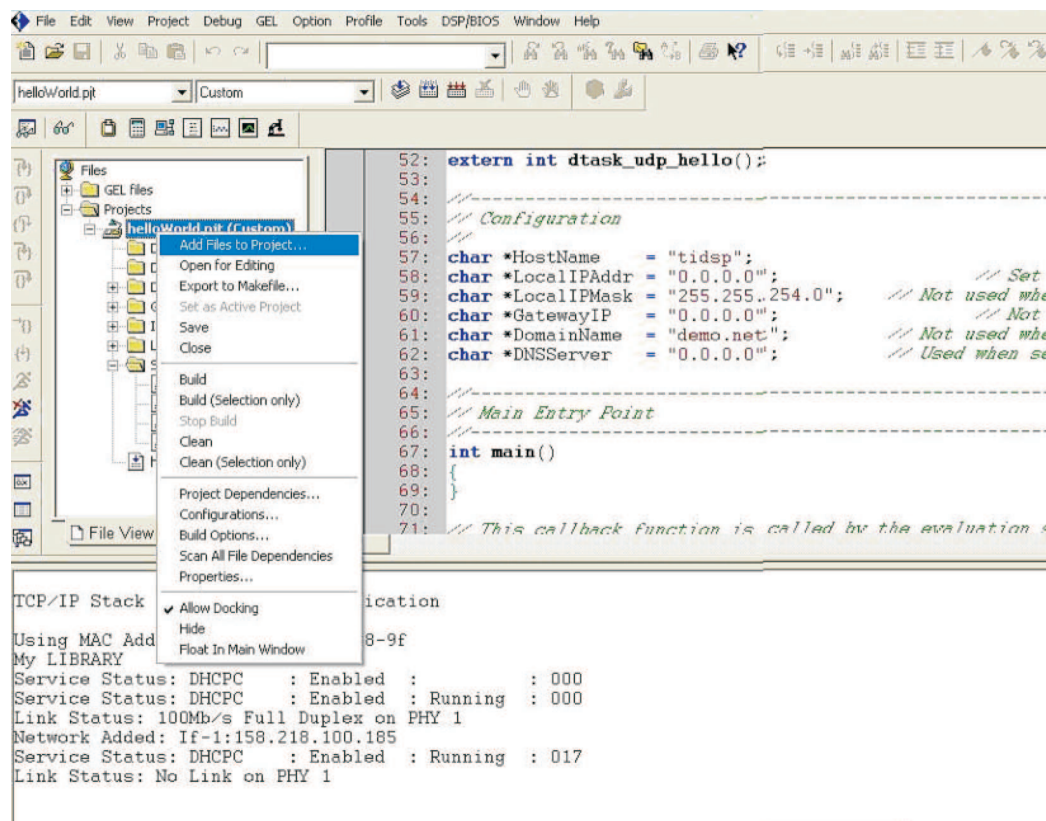 File Edit View Project Debug GEL Option Profile Tools DSP/BIOS Window Help
helloWorld.pjt Custom
Files
GEL files
Projects
helloWorld.pjt (Custom)
Add Files to Project...
Open for Editing
Export to Makefile...
Set as Active Project
Save
Close
Build
Build (Selection only)
Stop Build
Clean
Clean (Selection only)
Project Dependencies...
Configurations...
Build Options...
Scan All File Dependencies
Properties...
Allow Docking
Hide
Float In Main Window
File View
52: extern int dtask_udp_hello();
53:
54: //------------------------------------------------------------
55: // Configuration
56: //
57: char *HostName = "tidsp";
58: char *LocalIPAddr = "0.0.0.0"; // Set
59: char *LocalIPMask = "255.255.254.0"; // Not used whe
60: char *GatewayIP = "0.0.0.0"; // Not
61: char *DomainName = "demo.net"; // Not used whe
62: char *DNSServer = "0.0.0.0"; // Used when se
63:
64: //------------------------------------------------------------
65: // Main Entry Point
66: //------------------------------------------------------------
67: int main()
68: {
69: }
70:
71: // This callback function is called by the evaluation
TCP/IP Stack ication
Using MAC Add 8-9f
My LIBRARY
Service Status: DHCPC : Enabled : : 000
Service Status: DHCPC : Enabled : Running : 000
Link Status: 100Mb/s Full Duplex on PHY 1
Network Added: If-1:158.218.100.185
Service Status: DHCPC : Enabled : Running : 017
Link Status: No Link on PHY 1